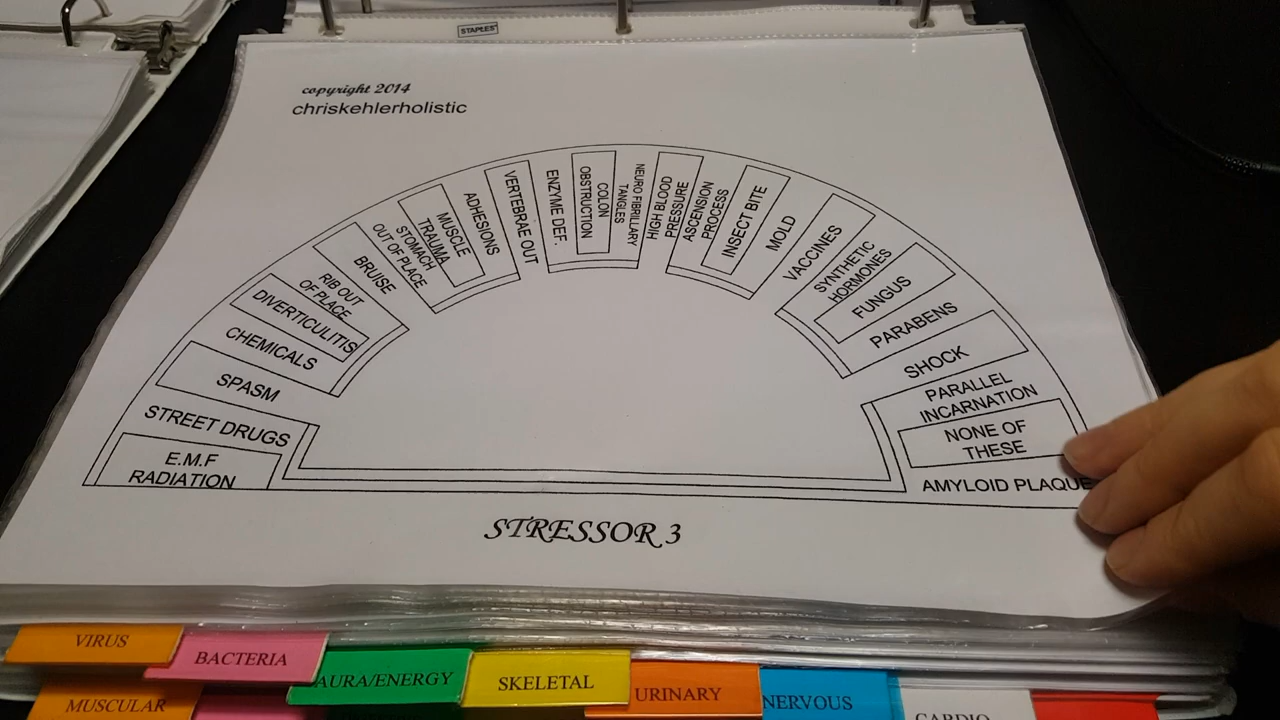 STAPLES
copyright 2014
chriskehlerholistic
E.M.F
RADIATION
STREET DRUGS
SPASM
CHEMICALS
DIVERTICULITIS
RIB OUT
OF PLACE
BRUISE
STOMACH
OUT OF PLACE
MUSCLE
TRAUMA
ADHESIONS
VERTEBRAE OUT
ENZYME DEF.
COLON
OBSTRUCTION
NEURO FIBRILLARY
TANGLES
HIGH BLOOD
PRESSURE
ASCENSION
PROCESS
INSECT BITE
MOLD
VACCINES
SYNTHETIC
HORMONES
FUNGUS
PARABENS
SHOCK
PARALLEL
INCARNATION
NONE OF
THESE
AMYLOID PLAQUE
STRESSOR 3
VIRUS
BACTERIA
AURA/ENERGY
SKELETAL
URINARY
NERVOUS
MUSCULAR
CARDIO